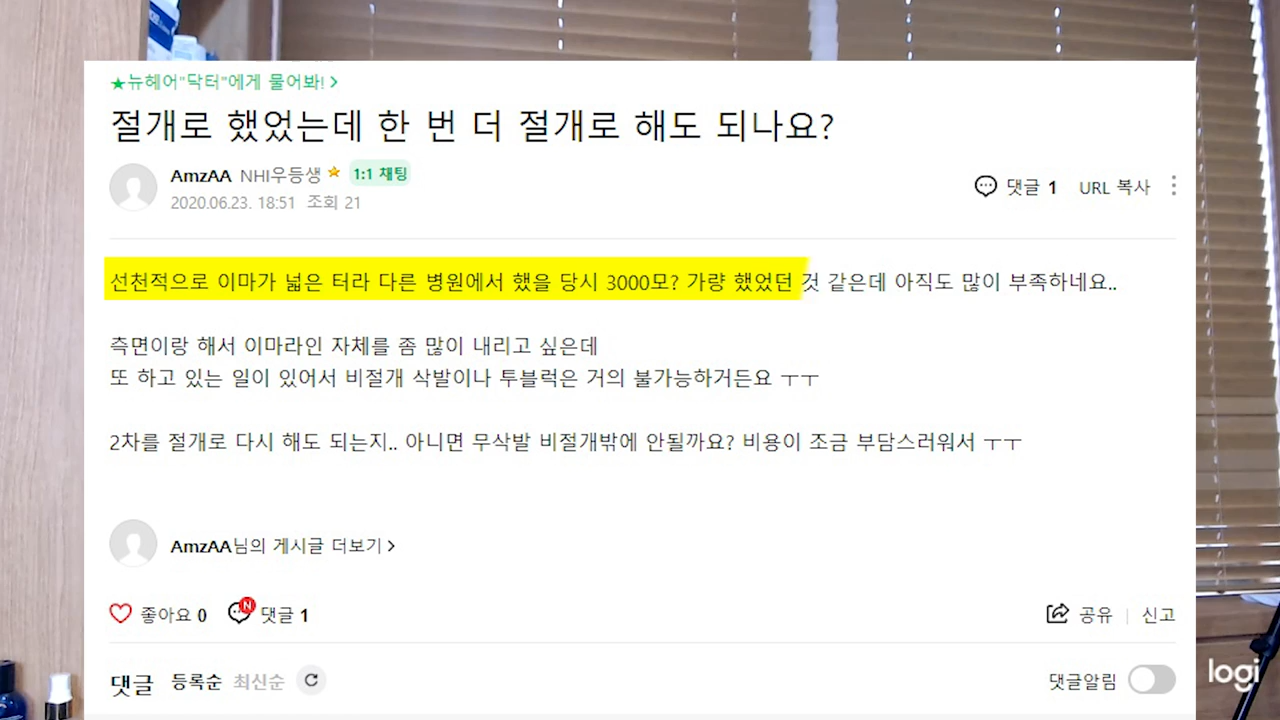 ★뉴헤어"닥터"에게 물어봐! >
절개로 했었는데 한 번 더 절개로 해도 되나요?
AmzAA NHI우등생 1:1 채팅
2020.06.23. 18:51 조회 21
댓글 1 URL 복사
선천적으로 이마가 넓은 터라 다른 병원에서 했을 당시 3000모? 가량 했었던 것 같은데 아직도 많이 부족하네요..
측면이랑 해서 이마라인 자체를 좀 많이 내리고 싶은데
또 하고 있는 일이 있어서 비절개 삭발이나 투블럭은 거의 불가능하거든요 ㅜㅜ
2차를 절개로 다시 해도 되는지.. 아니면 무삭발 비절개밖에 안될까요? 비용이 조금 부담스러워서 ㅜㅜ
AmzAA님의 게시글 더보기 >
좋아요 0 N 댓글 1
공유 | 신고
댓글 등록순 최신순
댓글알림
logi